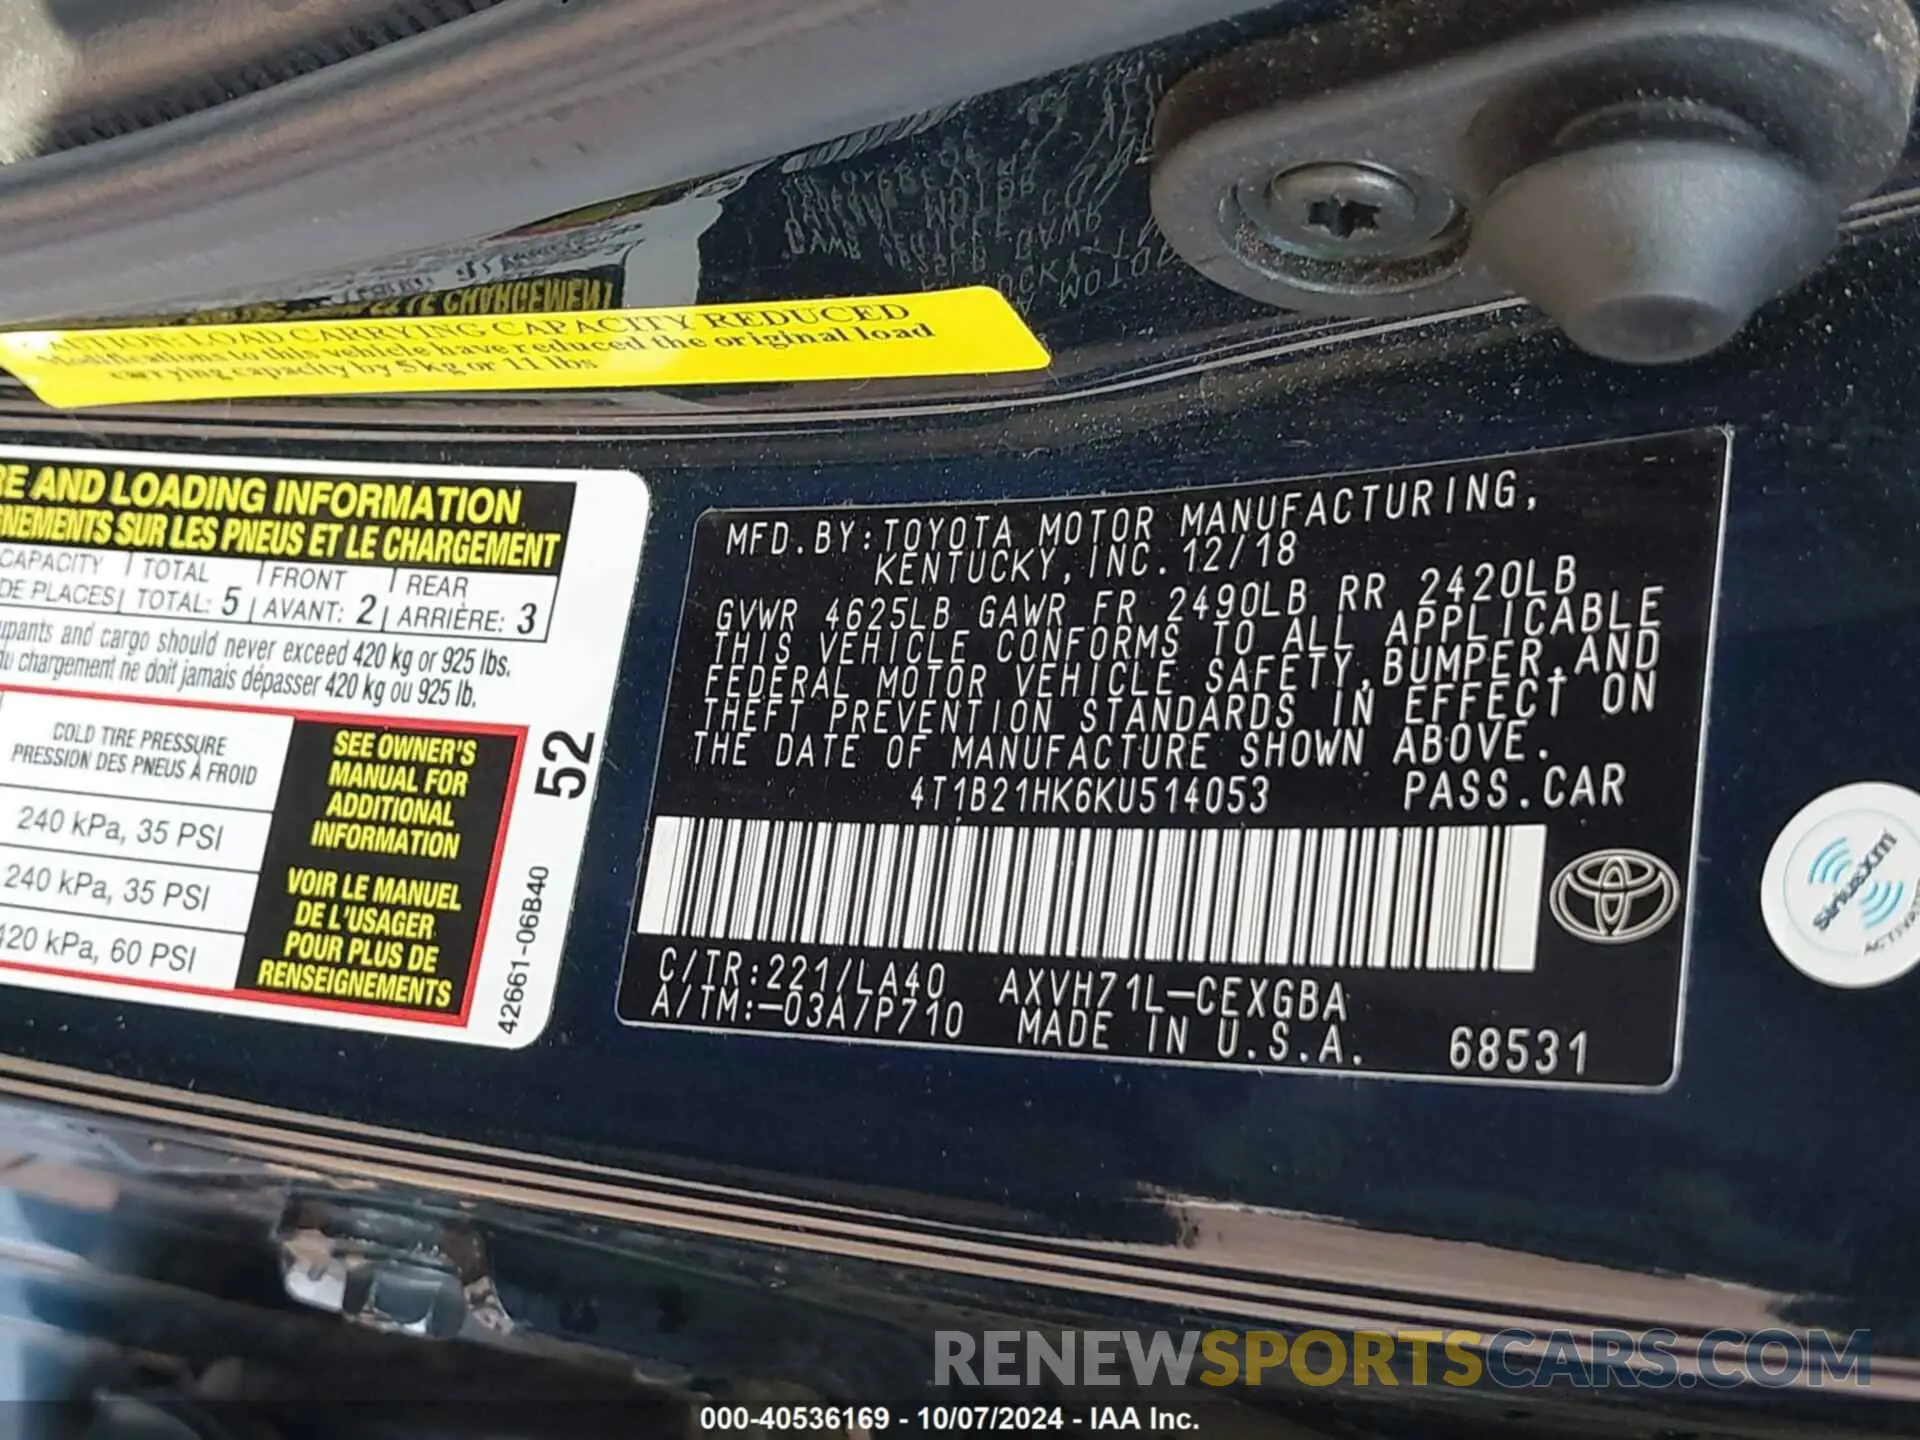 CAUTION: LOAD CARRYING CAPACITY REDUCED
Modifications to this vehicle have reduced the original load
carrying capacity by 5kg or 11 lbs
RE AND LOADING INFORMATION
GNEMENTS SUR LES PNEUS ET LE CHARGEMENT
CAPACITY TOTAL FRONT REAR
DE PLACES TOTAL: 5 AVANT: 2 ARRIÈRE: 3
upants and cargo should never exceed 420 kg or 925 lbs.
du chargement ne doit jamais dépasser 420 kg ou 925 lb.
COLD TIRE PRESSURE
PRESSION DES PNEUS À FROID
240 kPa, 35 PSI
240 kPa, 35 PSI
420 kPa, 60 PSI
SEE OWNER'S
MANUAL FOR
ADDITIONAL
INFORMATION
VOIR LE MANUEL
DE L'USAGER
POUR PLUS DE
RENSEIGNEMENTS
52
42661-06B40
MFD.BY:TOYOTA MOTOR MANUFACTURING,
KENTUCKY,INC.12/18
GVWR 4625LB GAWR FR 2490LB RR 2420LB
THIS VEHICLE CONFORMS TO ALL APPLICABLE
FEDERAL MOTOR VEHICLE SAFETY,BUMPER,AND
THEFT PREVENTION STANDARDS IN EFFECT ON
THE DATE OF MANUFACTURE SHOWN ABOVE.
4T1B21HK6KU514053 PASS.CAR
C/TR:221/LA40 AXVH71L-CEXGBA
A/TM:-03A/P710 MADE IN U.S.A. 68531
SiriusXm
RENEWSPORTSCARS.COM
000-40536169 - 10/07/2024 - IAA Inc.